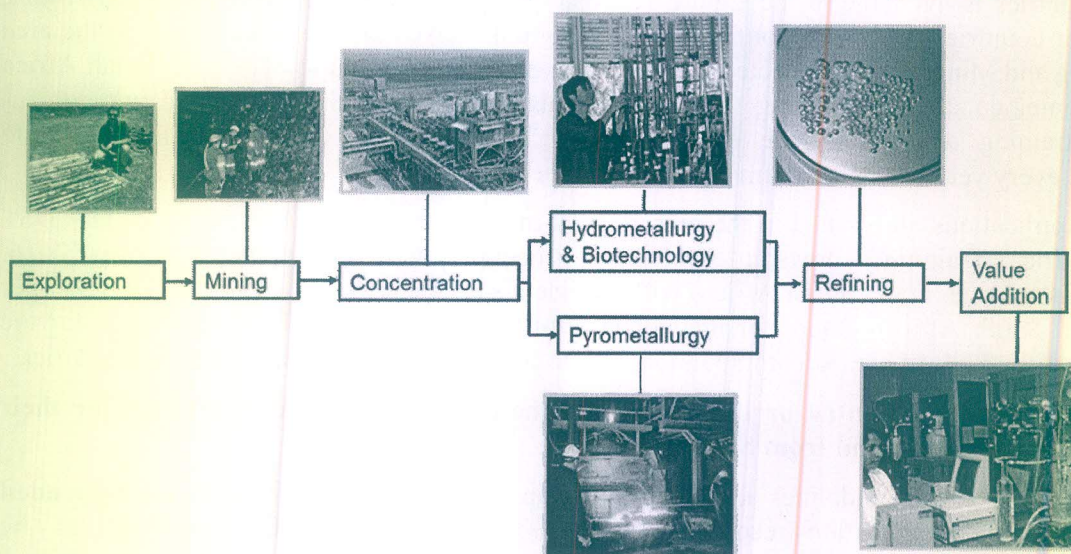 Exploration
Mining
Concentration
Hydrometallurgy
& Biotechnology
Pyrometallurgy
Refining
Value
Addition